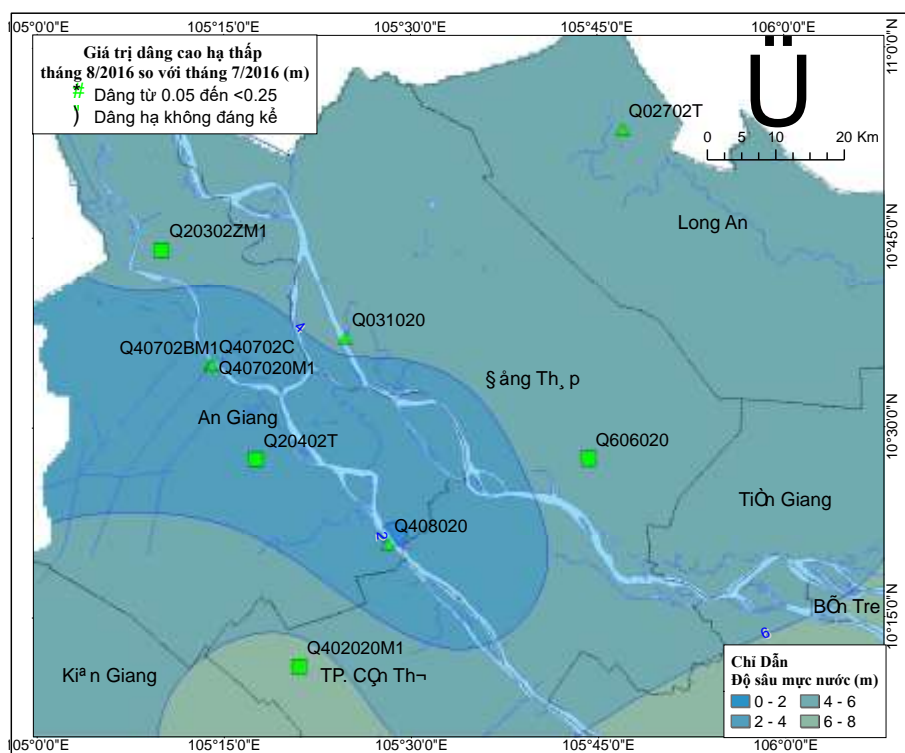 105°0'0"E 105°15'0"E 105°30'0"E 105°45'0"E 106°0'0"E
11°0'0"N
Giá trị dâng cao hạ thấp
tháng 8/2016 so với tháng 7/2016 (m)
# * Dâng từ 0.05 đến <0.25
! ) Dâng hạ không đáng kể
Ü
0 5 10 20 Km
Q02702T
Long An
Q20302ZM1
10°45'0"N
4
Q031020
Q40702BM1 Q40702C
Q407020M1
§ång Th¸p
An Giang
10°30'0"N
Q20402T
Q606020
TiÒn Giang
2
Q408020
10°15'0"N
BÕn Tre
6
Q402020M1
Kiªn Giang
TP. CÇn Th¬
Chỉ Dẫn
Độ sâu mực nước (m)
0 - 2 4 - 6
2 - 4 6 - 8
105°0'0"E 105°15'0"E 105°30'0"E 105°45'0"E 106°0'0"E